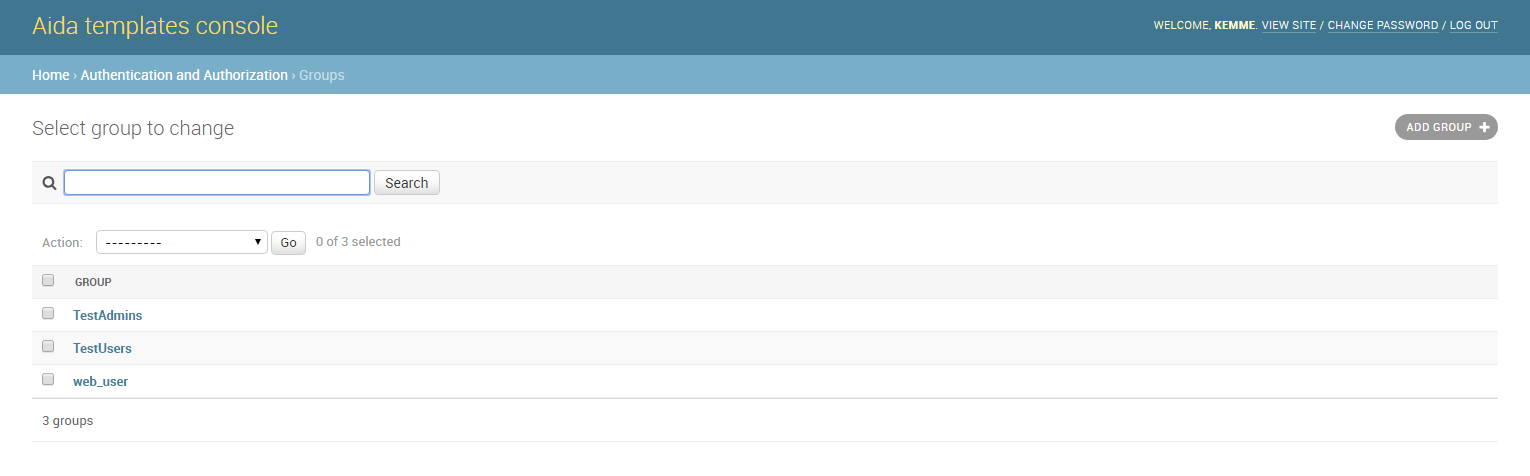 Aida templates console
WELCOME, KEMME. VIEW SITE / CHANGE PASSWORD / LOG OUT
Home › Authentication and Authorization › Groups
Select group to change
ADD GROUP +
Search
Action: --------- Go 0 of 3 selected
GROUP
TestAdmins
TestUsers
web_user
3 groups